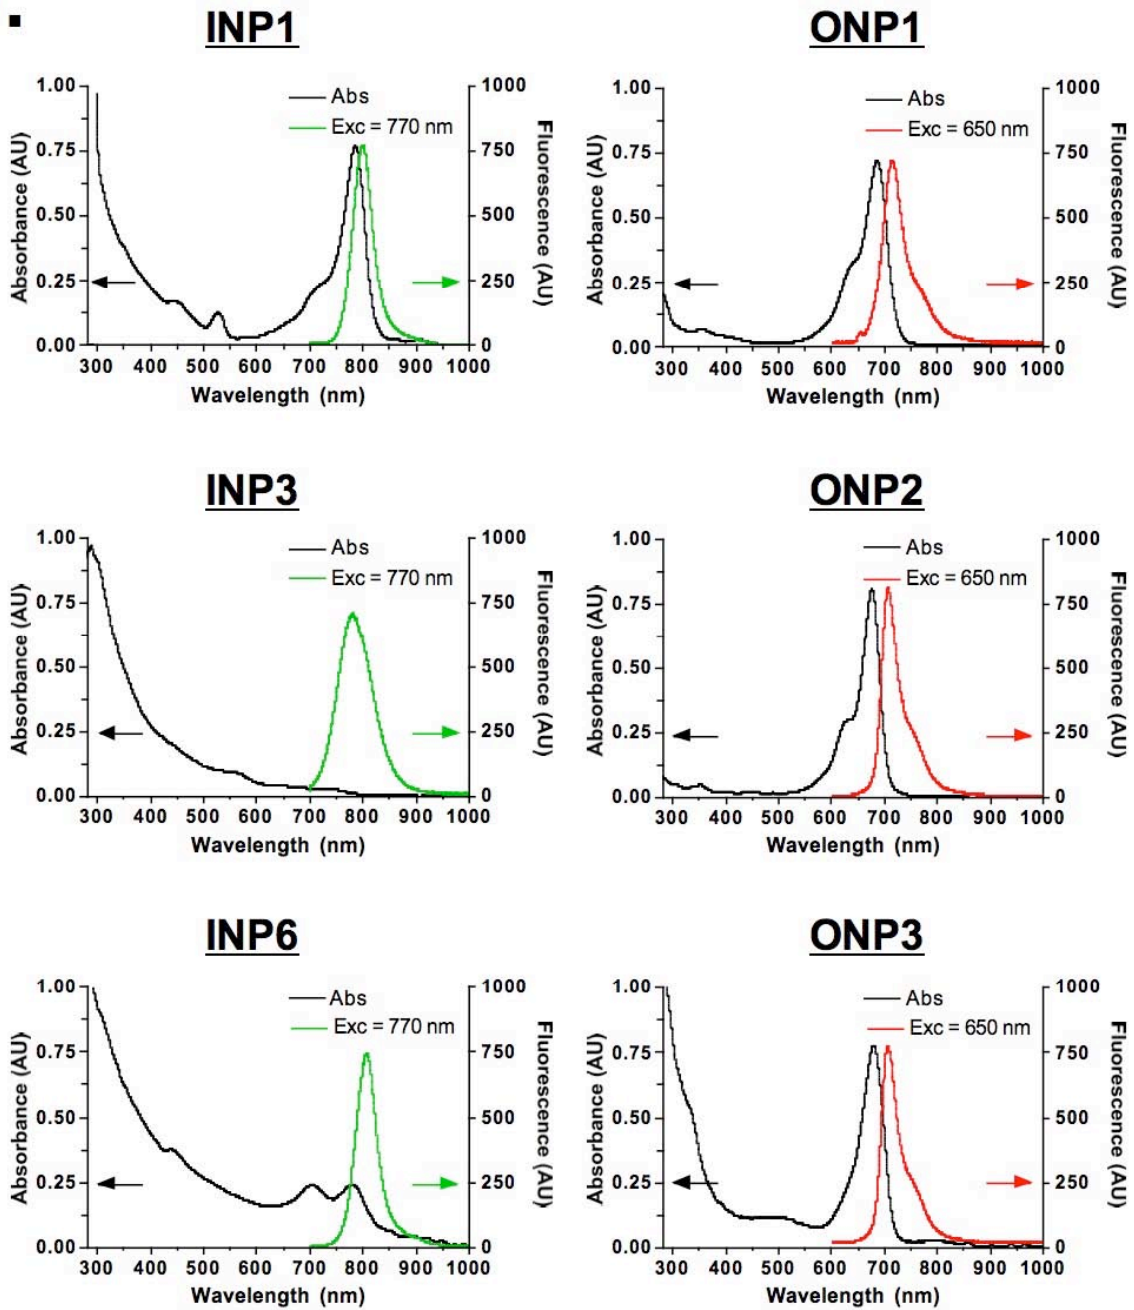 INP1
1.00
0.75
0.50
0.25
0.00
Absorbance (AU)
Abs
Exc = 770 nm
1000
750
500
250
0
Fluorescence (AU)
300 400 500 600 700 800 900 1000
Wavelength (nm)
ONP1
1.00
0.75
0.50
0.25
0.00
Absorbance (AU)
Abs
Exc = 650 nm
1000
750
500
250
0
Fluorescence (AU)
300 400 500 600 700 800 900 1000
Wavelength (nm)
INP3
1.00
0.75
0.50
0.25
0.00
Absorbance (AU)
Abs
Exc = 770 nm
1000
750
500
250
0
Fluorescence (AU)
300 400 500 600 700 800 900 1000
Wavelength (nm)
ONP2
1.00
0.75
0.50
0.25
0.00
Absorbance (AU)
Abs
Exc = 650 nm
1000
750
500
250
0
Fluorescence (AU)
300 400 500 600 700 800 900 1000
Wavelength (nm)
INP6
1.00
0.75
0.50
0.25
0.00
Absorbance (AU)
Abs
Exc = 770 nm
1000
750
500
250
0
Fluorescence (AU)
300 400 500 600 700 800 900 1000
Wavelength (nm)
ONP3
1.00
0.75
0.50
0.25
0.00
Absorbance (AU)
Abs
Exc = 650 nm
1000
750
500
250
0
Fluorescence (AU)
300 400 500 600 700 800 900 1000
Wavelength (nm)